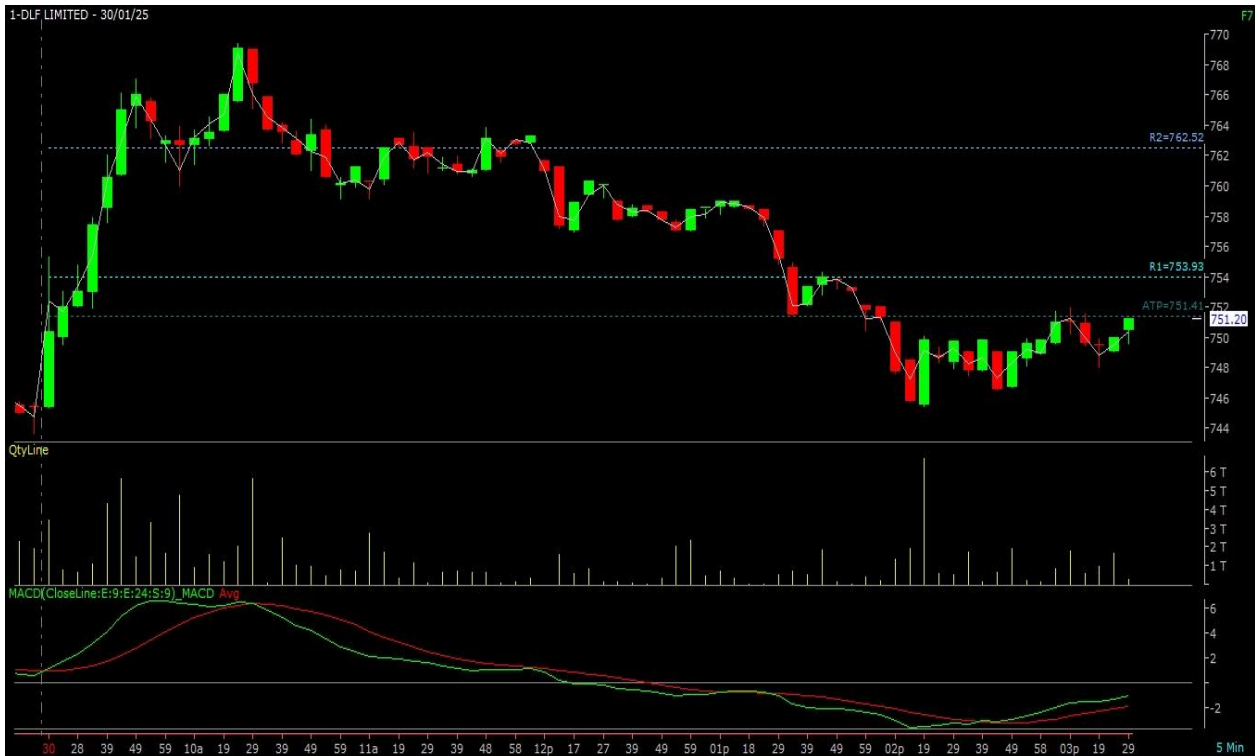 1-DLF LIMITED - 30/01/25
F7
770
768
766
764
R2=762.52
762
760
758
756
R1=753.93
754
ATP=751.41
752
751.20
750
748
746
744
QtyLine
6 T
5 T
4 T
3 T
2 T
1 T
MACD(CloseLine:E:9:E:24:S:9)_MACD Avg
6
4
2
-2
30 28 39 49 59 10a 19 29 39 49 59 11a 19 29 39 48 58 12p 17 27 39 49 59 01p 18 29 39 49 59 02p 19 29 38 49 58 03p 19 29
5 Min